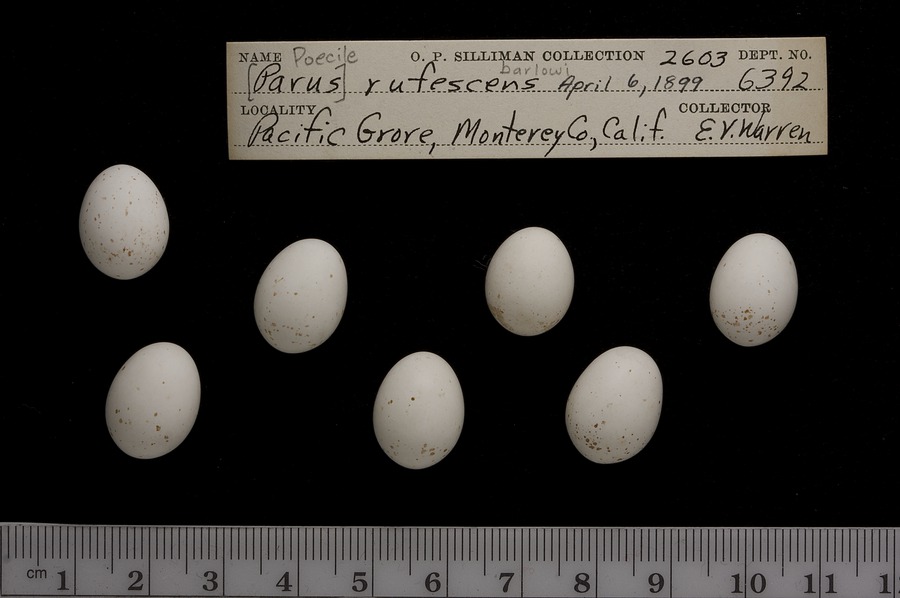 NAME Poecile O. P. SILLIMAN COLLECTION 2603 DEPT. NO.
[Parus] rufescens barlowi April 6, 1899 6392
LOCALITY COLLECTOR
Pacific Grove, Monterey Co., Calif. E.V. Warren
cm 1 2 3 4 5 6 7 8 9 10 11 1